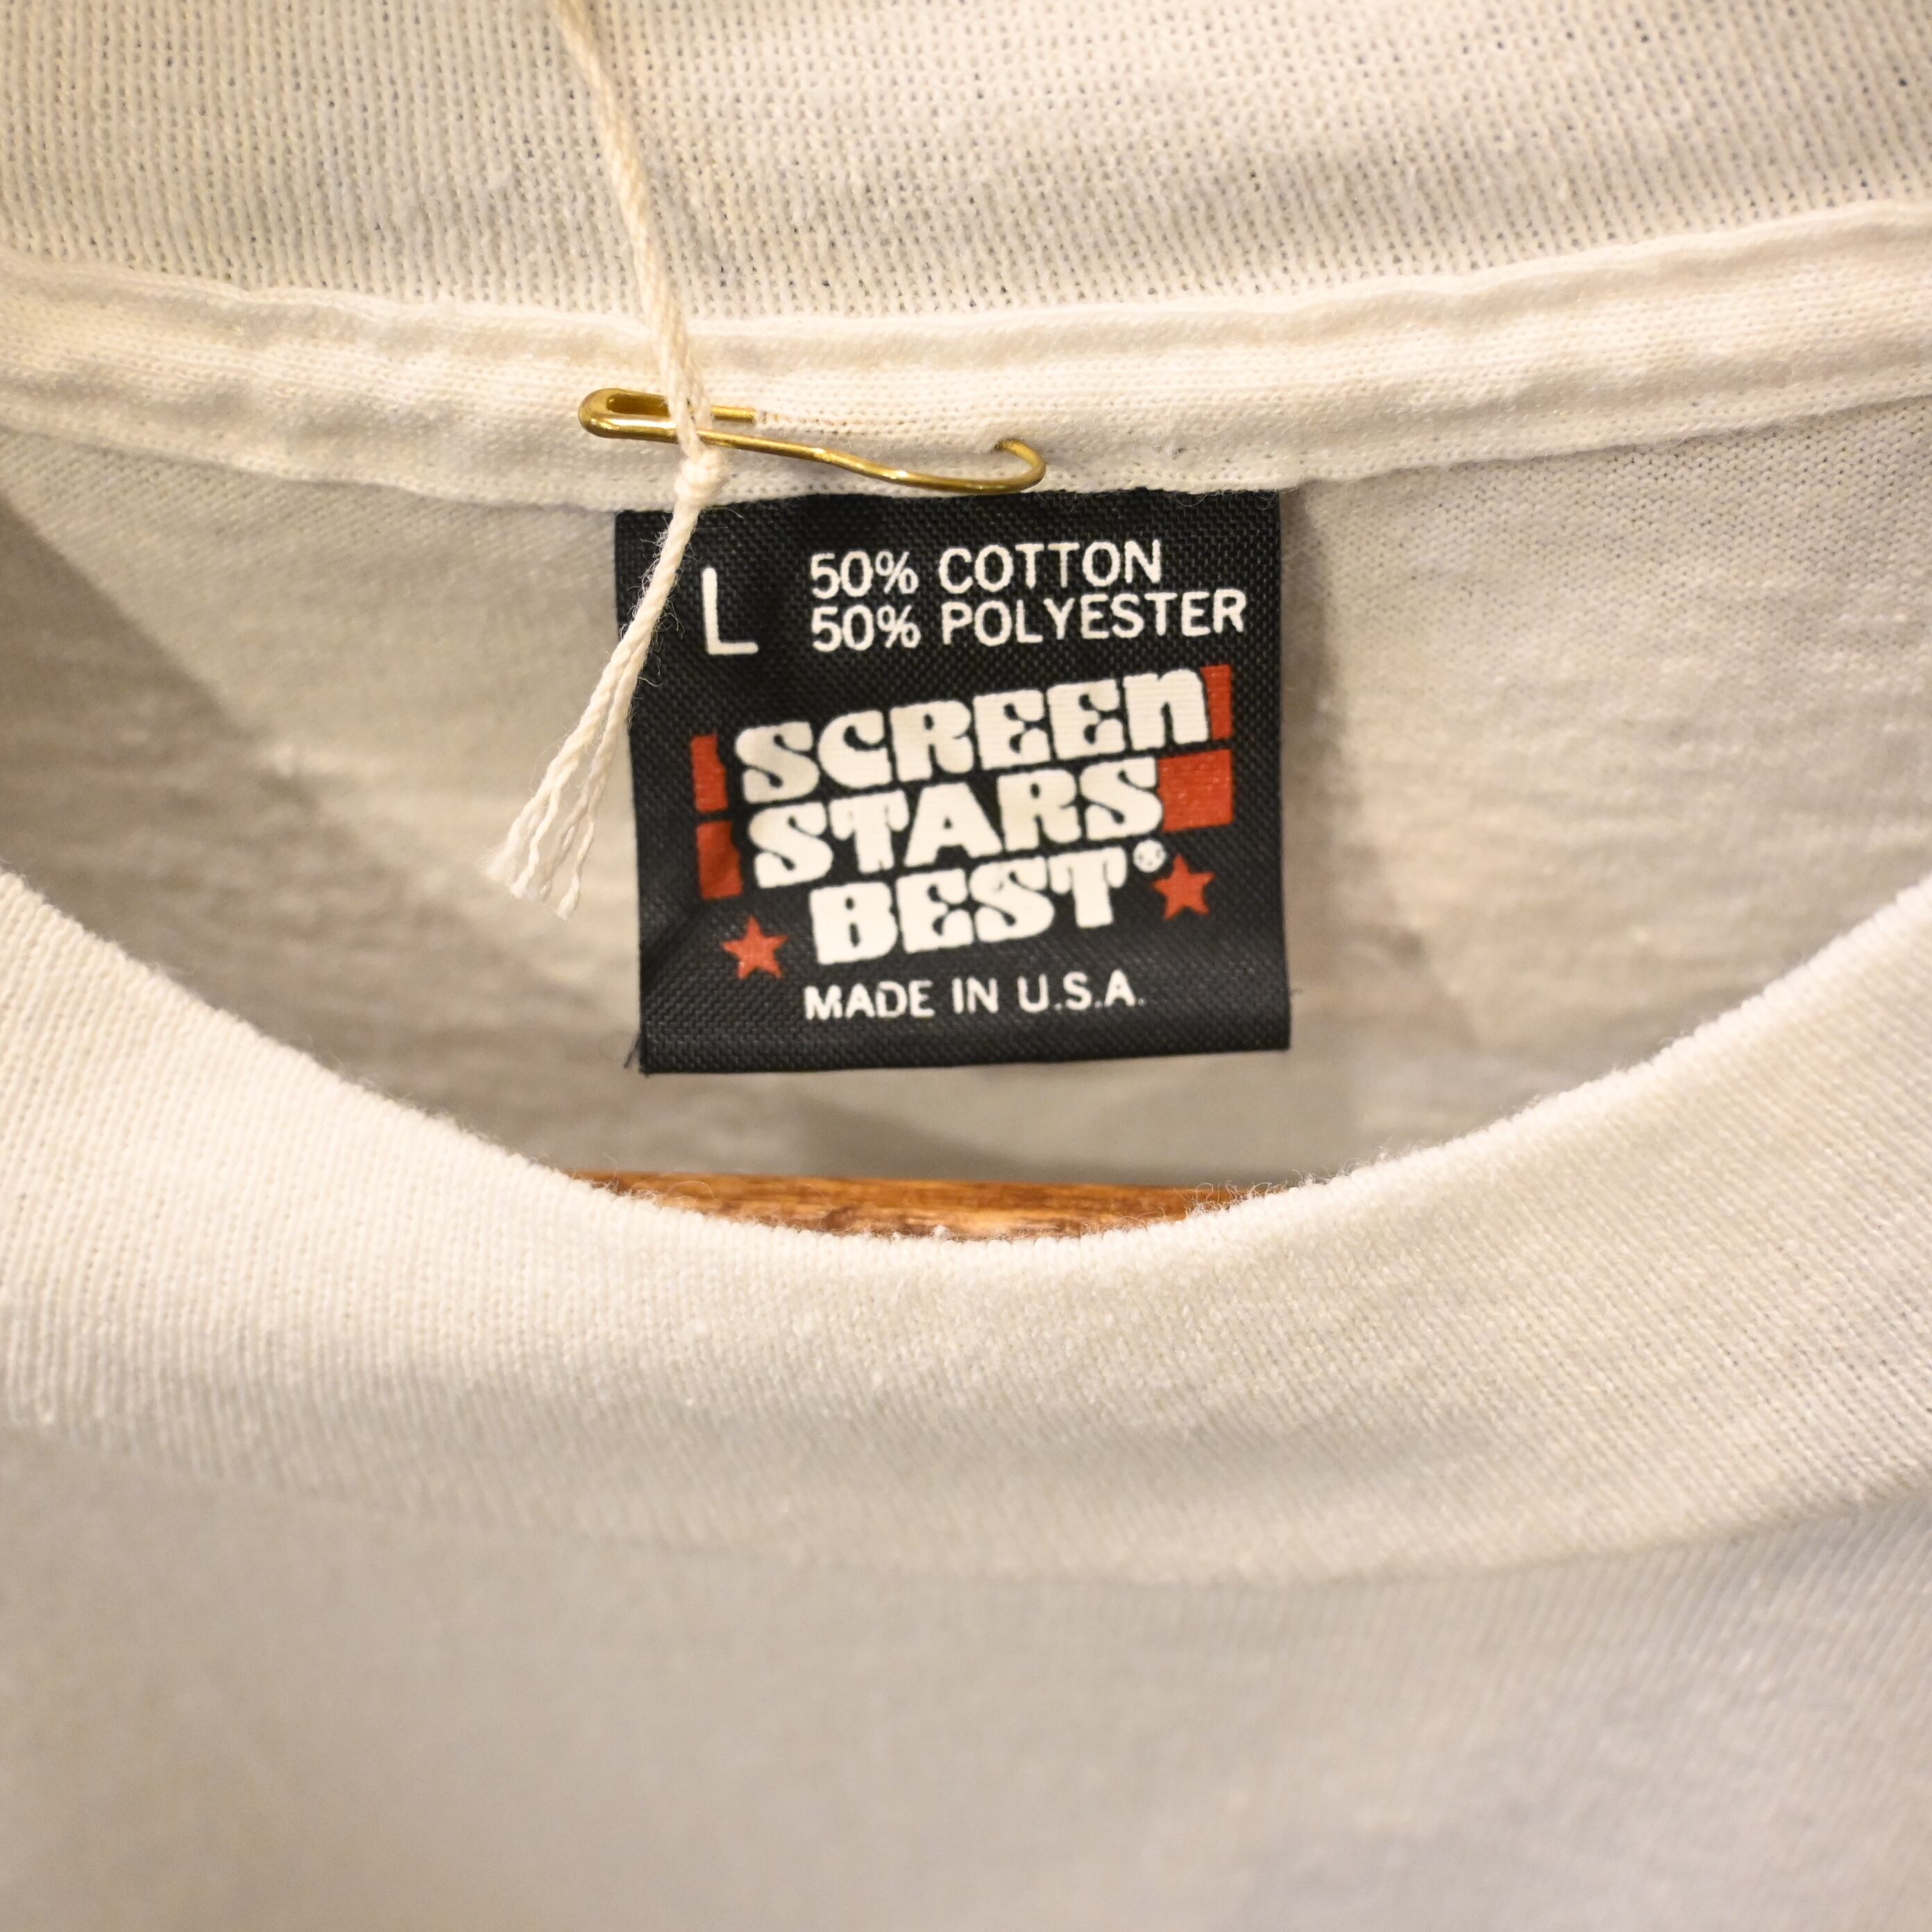 L 50% COTTON
50% POLYESTER
SCREEn
STARS
BEST®
MADE IN U.S.A.